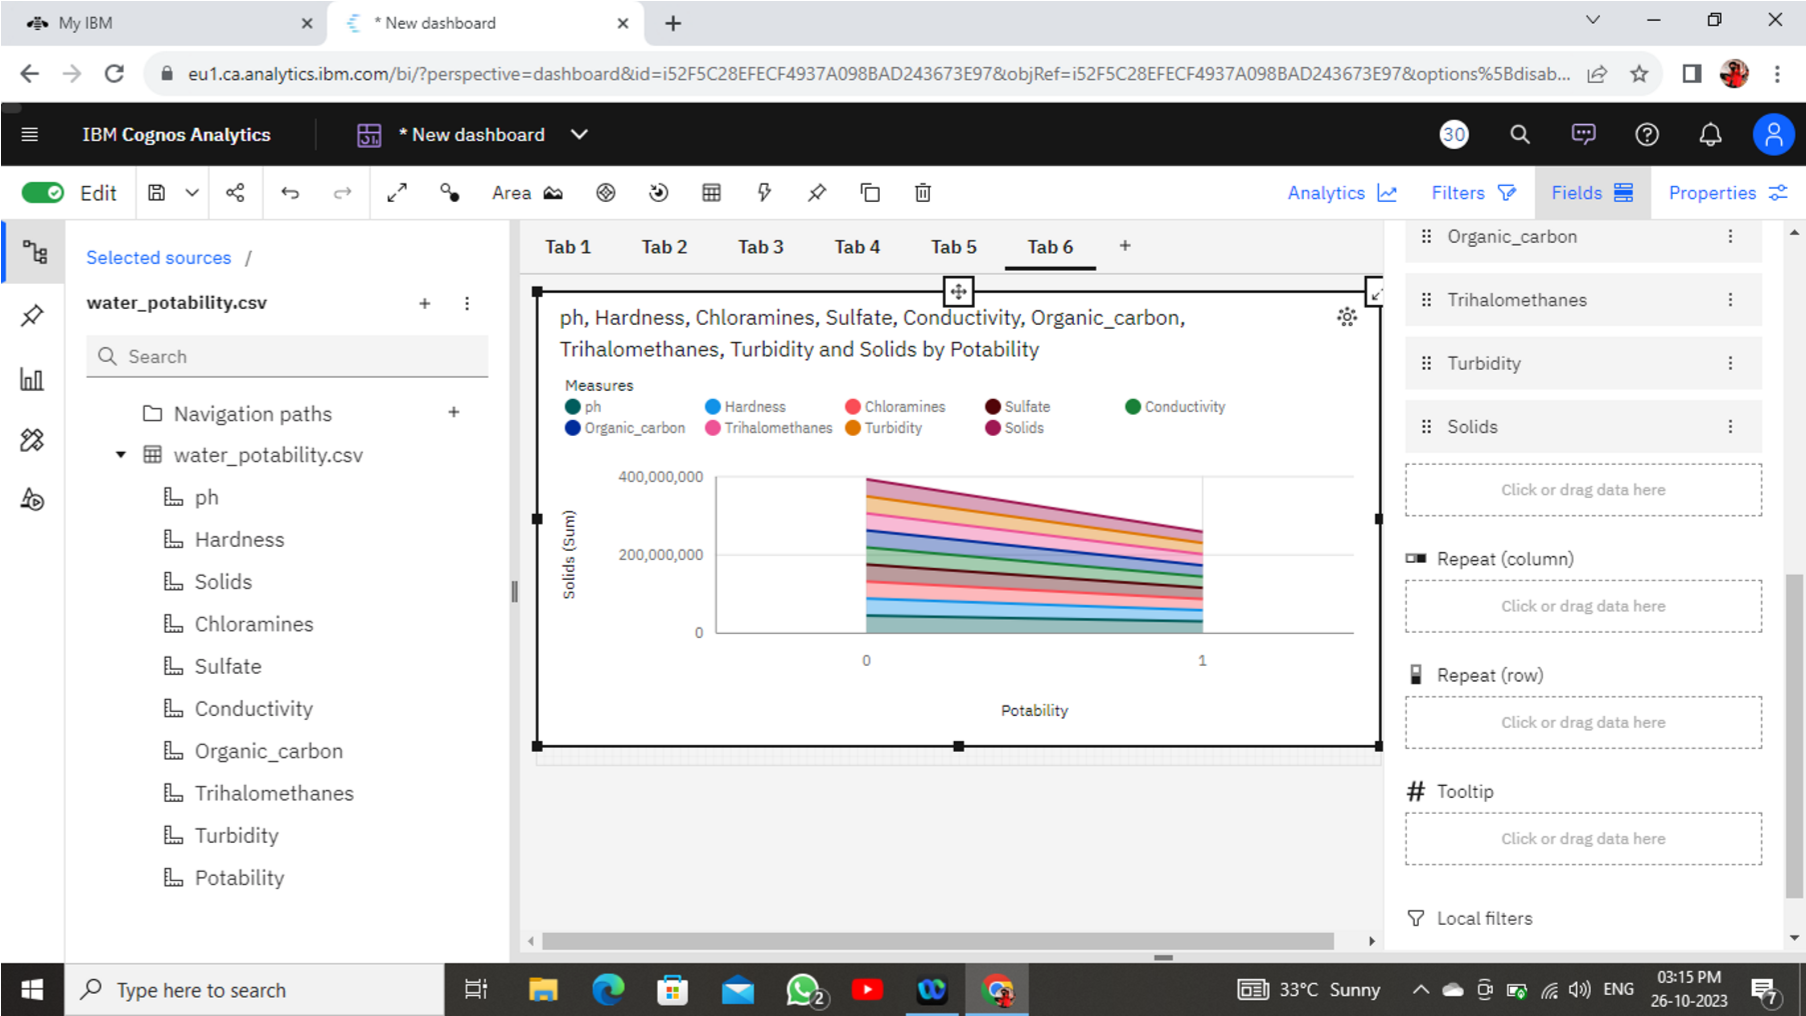 My IBM
* New dashboard
eu1.ca.analytics.ibm.com/bi/?perspective=dashboard&id=i52F5C28EFECF4937A098BAD243673E97&objRef=i52F5C28EFECF4937A098BAD243673E97&options%5Bdisab...
IBM Cognos Analytics
* New dashboard
30
Edit
Area
Analytics
Filters
Fields
Properties
Selected sources /
water_potability.csv
Search
Navigation paths
water_potability.csv
ph
Hardness
Solids
Chloramines
Sulfate
Conductivity
Organic_carbon
Trihalomethanes
Turbidity
Potability
Tab 1 Tab 2 Tab 3 Tab 4 Tab 5 Tab 6
ph, Hardness, Chloramines, Sulfate, Conductivity, Organic_carbon,
Trihalomethanes, Turbidity and Solids by Potability
Measures
ph Hardness Chloramines Sulfate Conductivity
Organic_carbon Trihalomethanes Turbidity Solids
Solids (Sum)
400,000,000
200,000,000
0
0 1
Potability
Organic_carbon
Trihalomethanes
Turbidity
Solids
Click or drag data here
Repeat (column)
Click or drag data here
Repeat (row)
Click or drag data here
Tooltip
Click or drag data here
Local filters
Type here to search
2
33°C Sunny
ENG
03:15 PM
26-10-2023
7